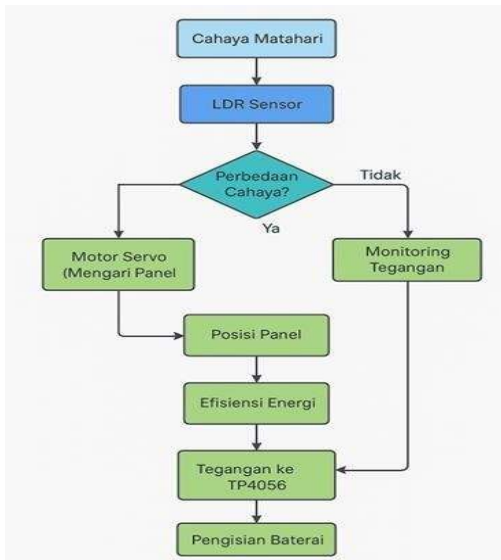 Cahaya Matahari
LDR Sensor
Perbedaan
Cahaya?
Tidak
Ya
Motor Servo
(Mengari Panel
Monitoring
Tegangan
Posisi Panel
Efisiensi Energi
Tegangan ke
TP4056
Pengisian Baterai